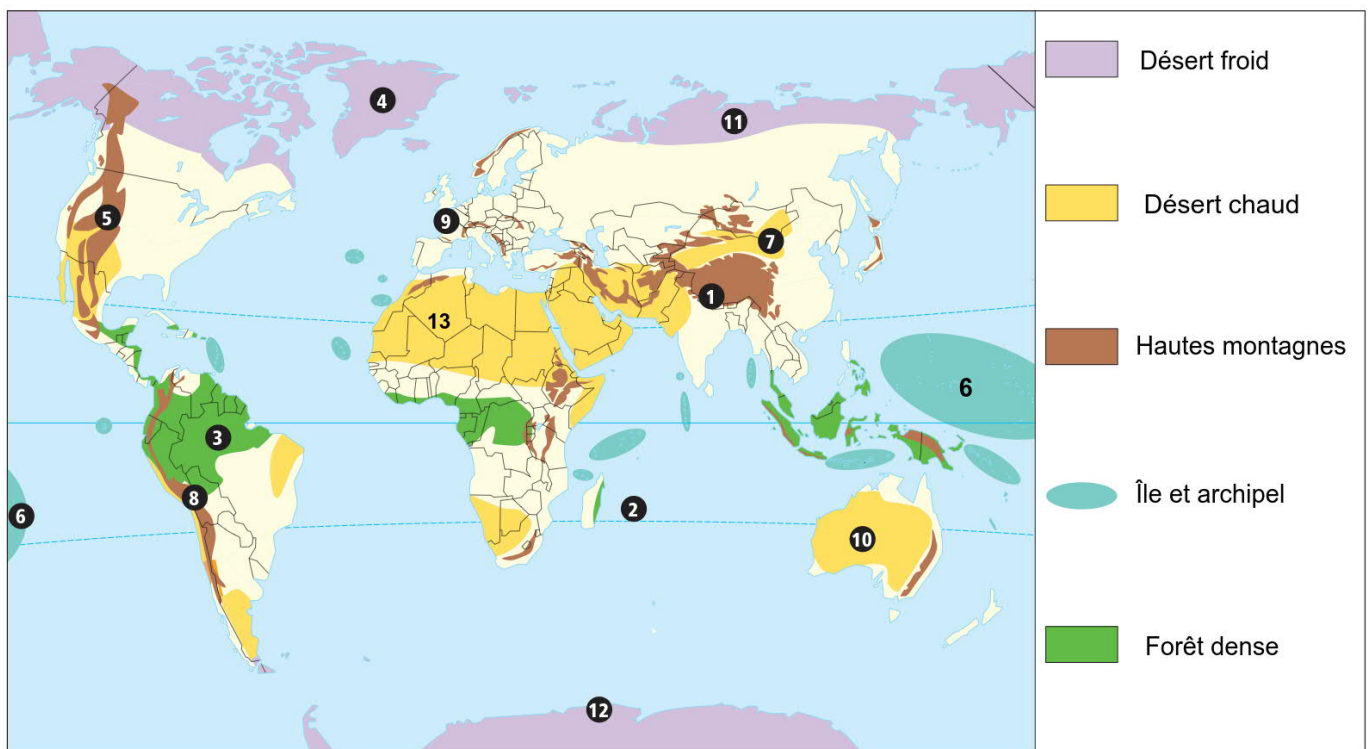 4
11
5
9
7
1
13
6
3
8
6
2
10
12
Désert froid
Désert chaud
Hautes montagnes
Île et archipel
Forêt dense